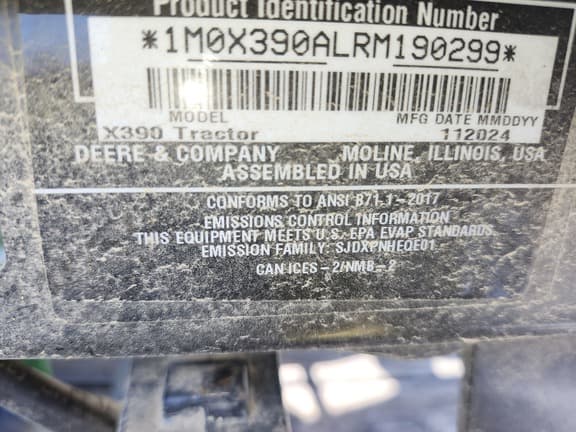 Product Identification Number
*1M0X390ALRM190299*
MODEL MFG DATE MMDDYY
X390 Tractor 112024
DEERE & COMPANY MOLINE, ILLINOIS, USA
ASSEMBLED IN USA
CONFORMS TO ANSI B71.1-2017
EMISSIONS CONTROL INFORMATION
THIS EQUIPMENT MEETS U.S. EPA EVAP STANDARDS
EMISSION FAMILY: SJDXPNHEQE01
CAN ICES-2/NMB-2